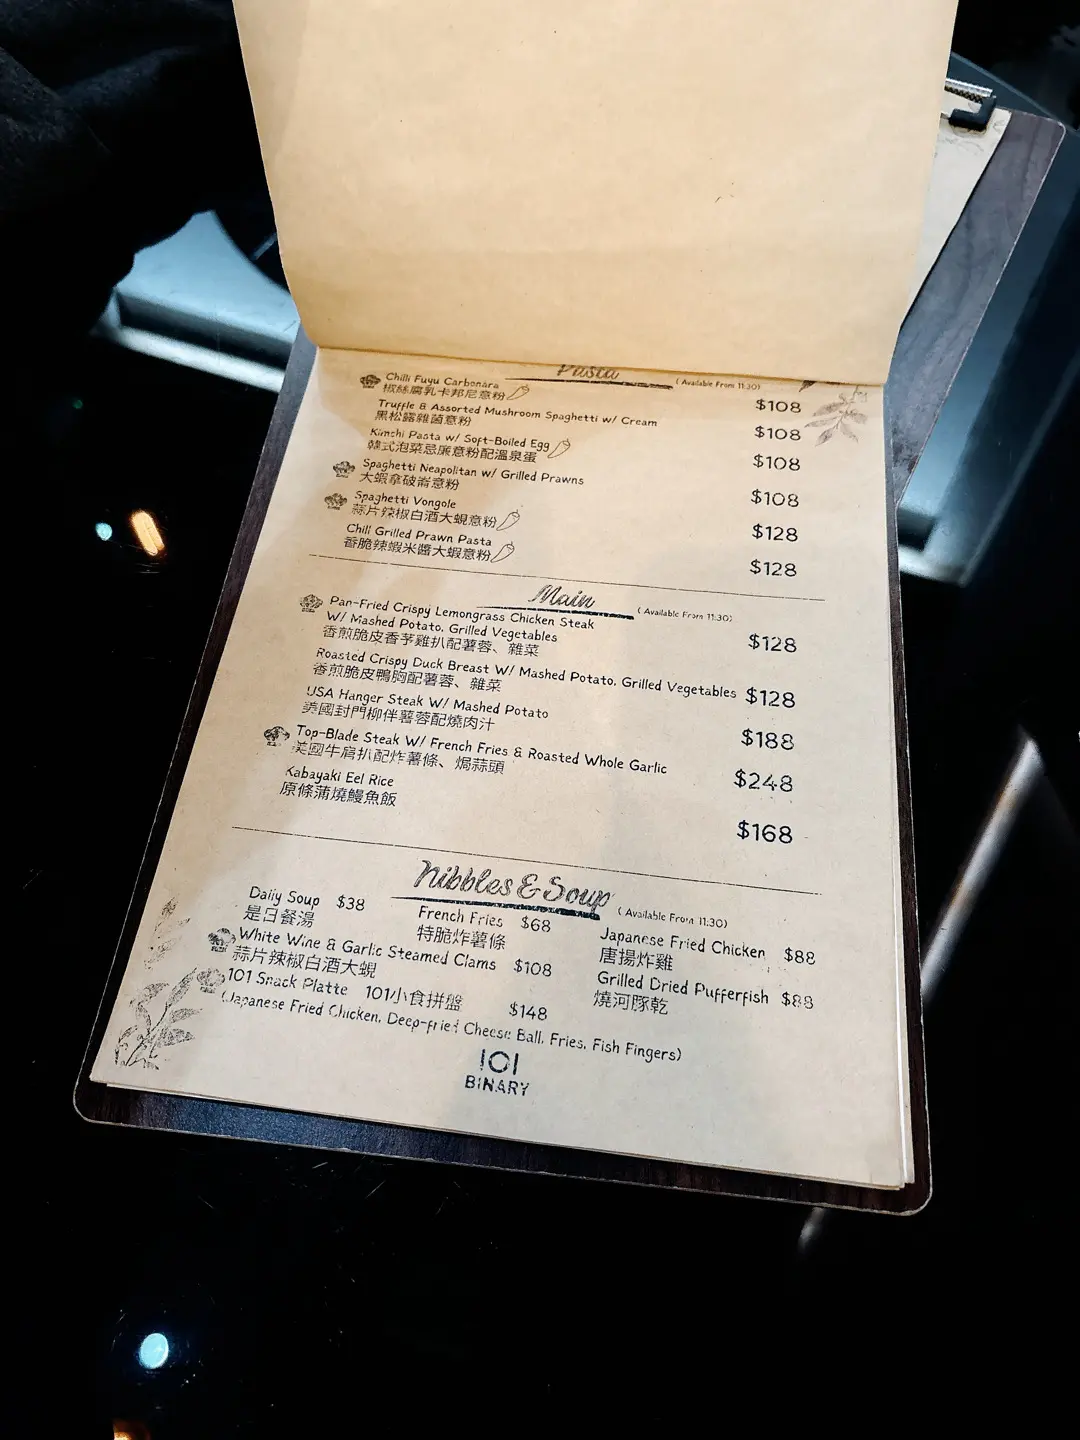 Pasta
( Available From 11:30)
Chilli Fuyu Carbonara
椒絲腐乳卡邦尼意粉
$108
Truffle & Assorted Mushroom Spaghetti w/ Cream
黑松露雜菌意粉
$108
Kimchi Pasta w/ Soft-Boiled Egg
韓式泡菜忌廉意粉配溫泉蛋
$108
Spaghetti Neapolitan w/ Grilled Prawns
大蝦拿破崙意粉
$108
Spaghetti Vongole
蒜片辣椒白酒大蜆意粉
$128
Chili Grilled Prawn Pasta
香脆辣蝦米醬大蝦意粉
$128
Main
( Available From 11:30)
Pan-Fried Crispy Lemongrass Chicken Steak
W/ Mashed Potato, Grilled Vegetables
香煎脆皮香茅雞扒配薯蓉、雜菜
$128
Roasted Crispy Duck Breast W/ Mashed Potato, Grilled Vegetables
香煎脆皮鴨胸配薯蓉、雜菜
$128
USA Hanger Steak W/ Mashed Potato
美國封門柳伴薯蓉配燒肉汁
$188
Top-Blade Steak W/ French Fries & Roasted Whole Garlic
美國牛肩扒配炸薯條、焗蒜頭
$248
Kabayaki Eel Rice
原條蒲燒鰻魚飯
$168
Nibbles & Soup
( Available From 11:30)
Daily Soup $38
是日餐湯
French Fries $68
特脆炸薯條
Japanese Fried Chicken $88
唐揚炸雞
White Wine & Garlic Steamed Clams $108
蒜片辣椒白酒大蜆
Grilled Dried Pufferfish $88
燒河豚乾
101 Snack Platte 101小食拼盤 $148
(Japanese Fried Chicken, Deep-fried Cheese Ball, Fries, Fish Fingers)
101
BINARY